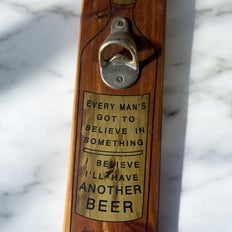 EVERY MAN'S
GOT TO
BELIEVE IN
SOMETHING
I BELIEVE
I'LL HAVE
ANOTHER
BEER